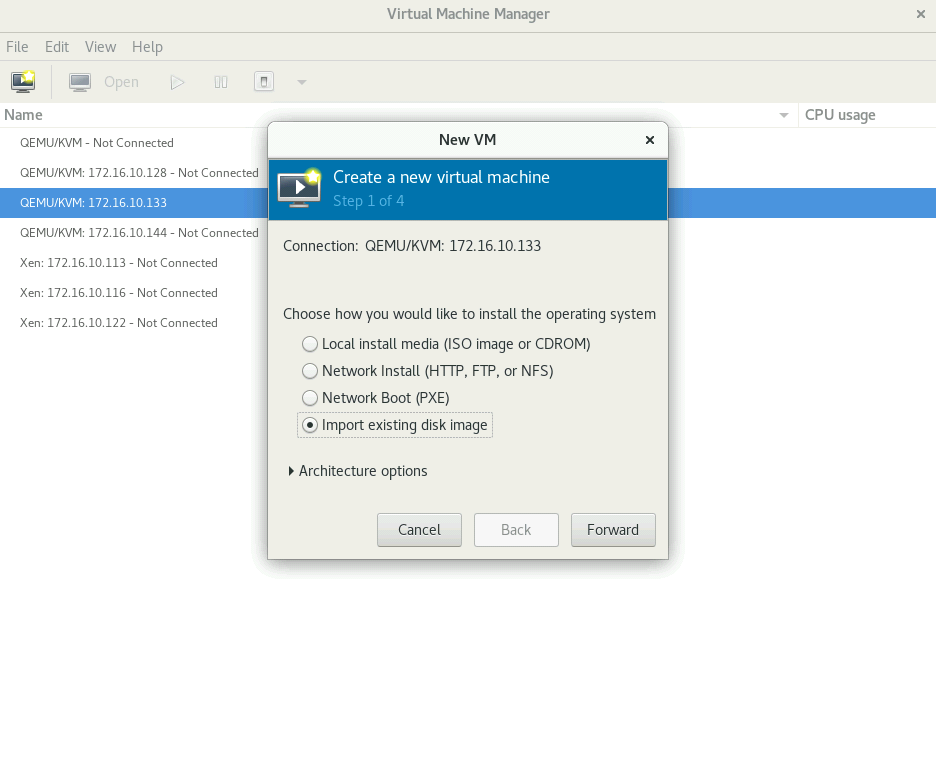 Virtual Machine Manager
File Edit View Help
Open
Name CPU usage
QEMU/KVM - Not Connected
QEMU/KVM: 172.16.10.128 - Not Connected
QEMU/KVM: 172.16.10.133
QEMU/KVM: 172.16.10.144 - Not Connected
Xen: 172.16.10.113 - Not Connected
Xen: 172.16.10.116 - Not Connected
Xen: 172.16.10.122 - Not Connected
New VM
Create a new virtual machine
Step 1 of 4
Connection: QEMU/KVM: 172.16.10.133
Choose how you would like to install the operating system
Local install media (ISO image or CDROM)
Network Install (HTTP, FTP, or NFS)
Network Boot (PXE)
Import existing disk image
Architecture options
Cancel Back Forward